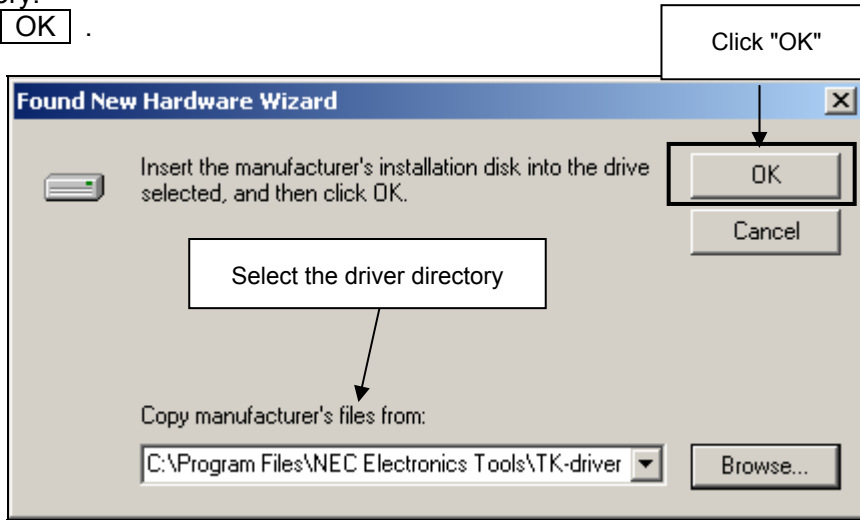 OK .
Click "OK"
Found New Hardware Wizard
Insert the manufacturer's installation disk into the drive
selected, and then click OK.
OK
Cancel
Select the driver directory
Copy manufacturer's files from:
C:\Program Files\NEC Electronics Tools\TK-driver
Browse...